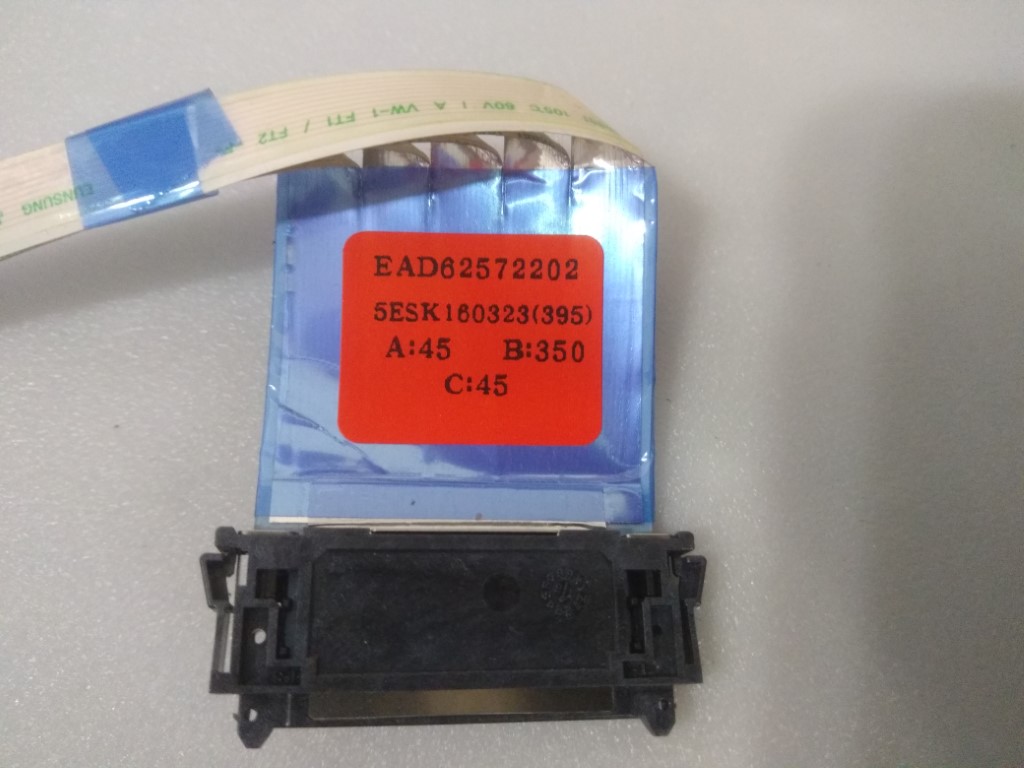 105℃ 60V I A VW-1 FT1 / FT2
EUNSUNG
EAD62572202
5ESK160323(395)
A:45 B:350
C:45